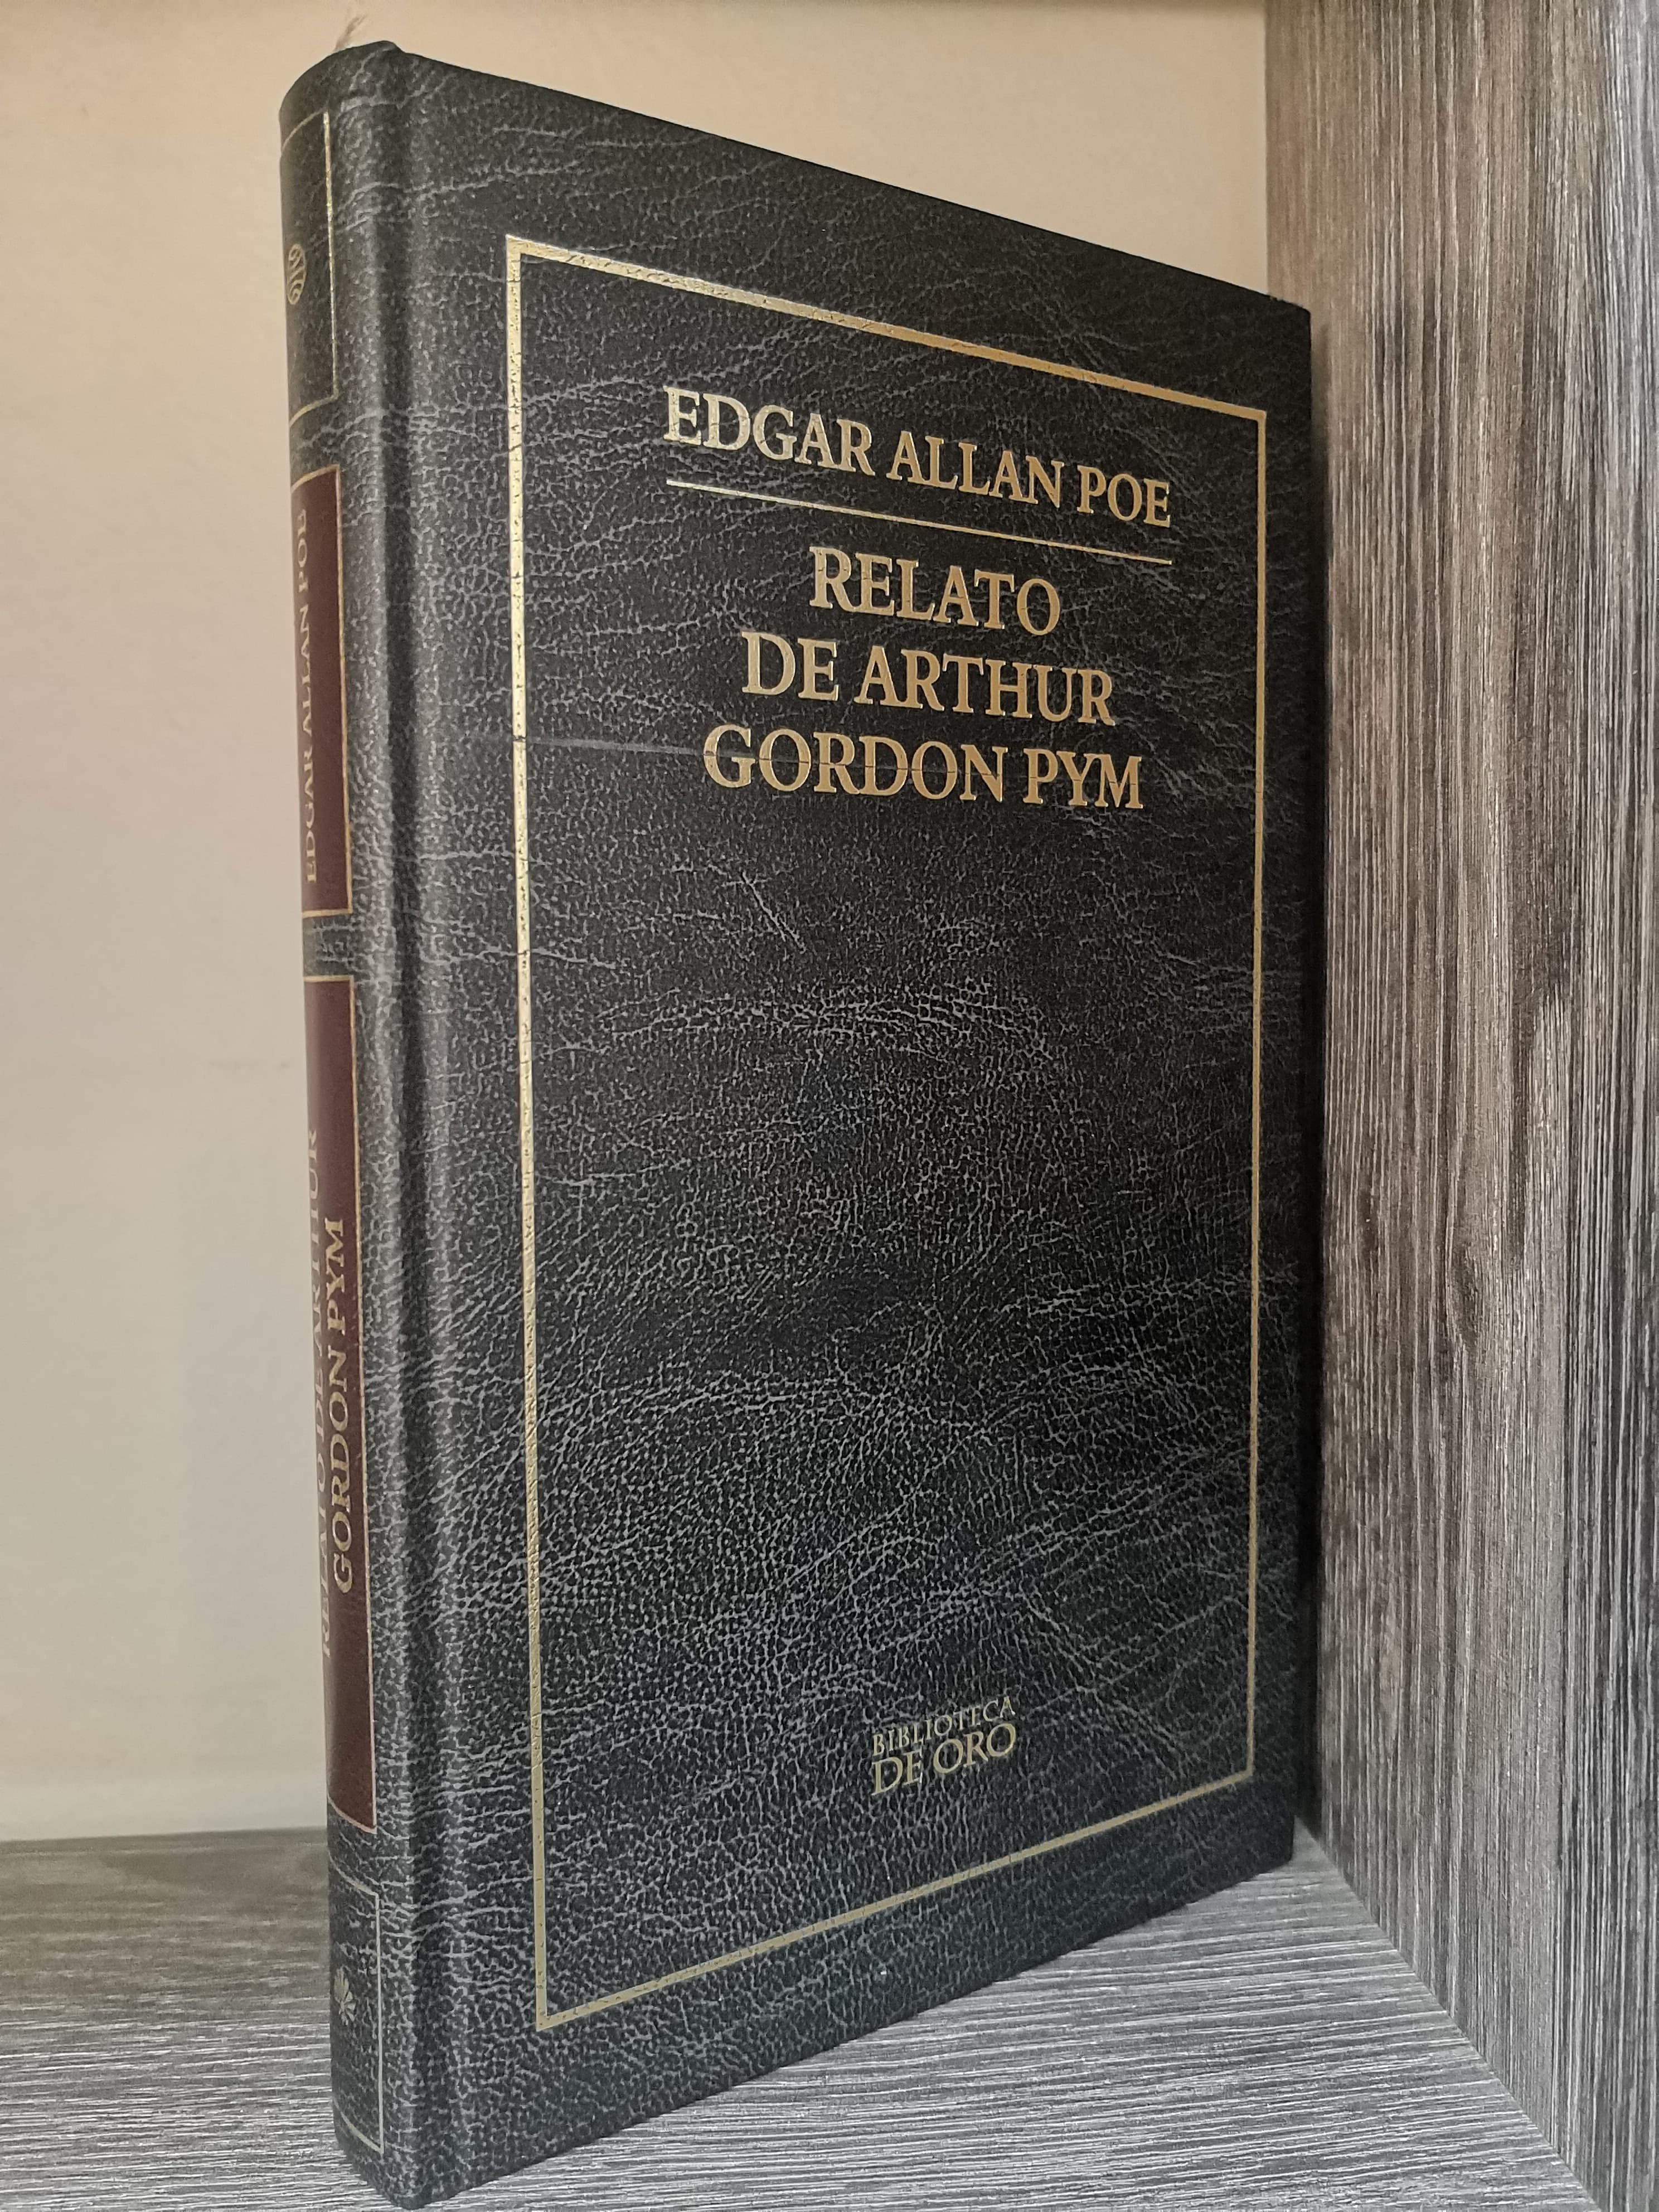 EDGAR ALLAN POE
RELATO
DE ARTHUR
GORDON PYM
BIBLIOTECA
DE ORO
EDGAR ALLAN POE
RELATO DE ARTHUR
GORDON PYM